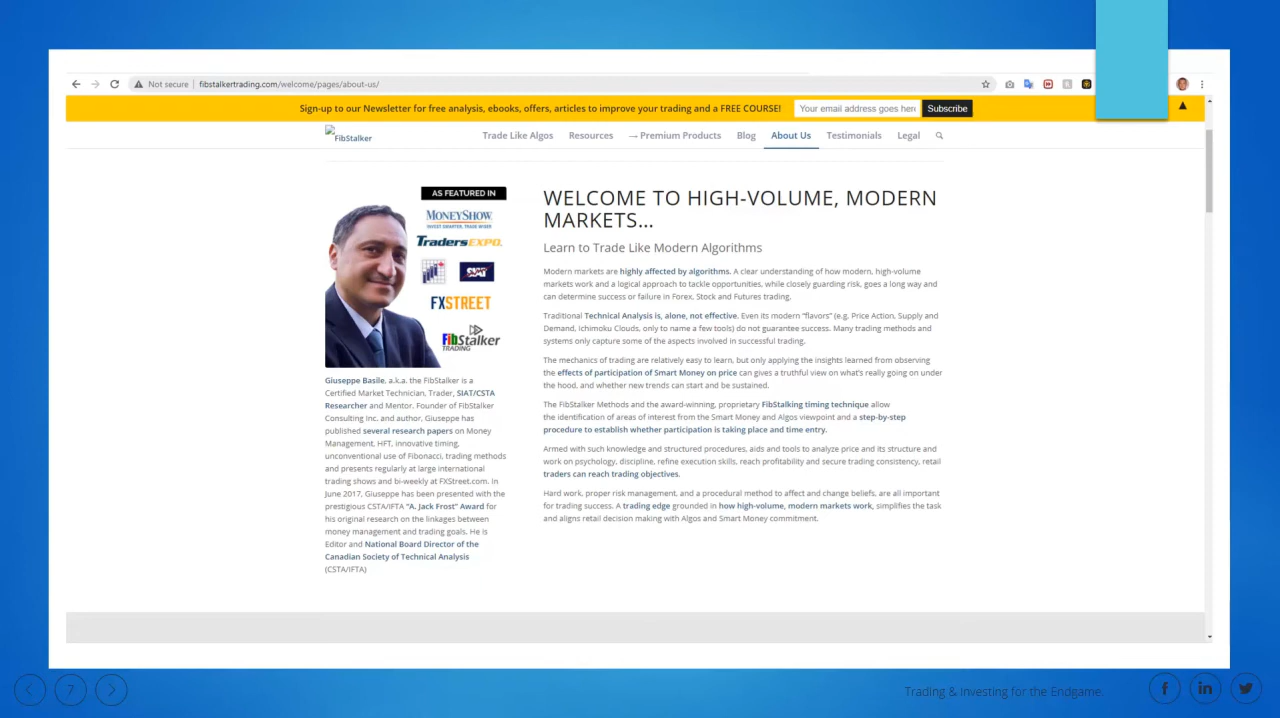 Not secure | fibstalkertrading.com/welcome/pages/about-us/
Sign-up to our Newsletter for free analysis, ebooks, offers, articles to improve your trading and a FREE COURSE!
Your email address goes here
Subscribe
FibStalker
Trade Like Algos
Resources
→ Premium Products
Blog
About Us
Testimonials
Legal
AS FEATURED IN
MONEYSHOW
INVEST SMARTER, TRADE WISER
TradersEXPO.
SIAT
FXSTREET
FibStalker
TRADING
Giuseppe Basile, a.k.a. the FibStalker is a
Certified Market Technician, Trader, SIAT/CSTA
Researcher and Mentor. Founder of FibStalker
Consulting Inc. and author, Giuseppe has
published several research papers on Money
Management, HFT, innovative timing,
unconventional use of Fibonacci, trading methods
and presents regularly at large international
trading shows and bi-weekly at FXStreet.com. In
June 2017, Giuseppe has been presented with the
prestigious CSTA/IFTA "A. Jack Frost" Award for
his original research on the linkages between
money management and trading goals. He is
Editor and National Board Director of the
Canadian Society of Technical Analysis
(CSTA/IFTA)
WELCOME TO HIGH-VOLUME, MODERN
MARKETS...
Learn to Trade Like Modern Algorithms
Modern markets are highly affected by algorithms. A clear understanding of how modern, high-volume
markets work and a logical approach to tackle opportunities, while closely guarding risk, goes a long way and
can determine success or failure in Forex, Stock and Futures trading.
Traditional Technical Analysis is, alone, not effective. Even its modern "flavors" (e.g. Price Action, Supply and
Demand, Ichimoku Clouds, only to name a few tools) do not guarantee success. Many trading methods and
systems only capture some of the aspects involved in successful trading.
The mechanics of trading are relatively easy to learn, but only applying the insights learned from observing
the effects of participation of Smart Money on price can gives a truthful view on what's really going on under
the hood, and whether new trends can start and be sustained.
The FibStalker Methods and the award-winning, proprietary FibStalking timing technique allow
the identification of areas of interest from the Smart Money and Algos viewpoint and a step-by-step
procedure to establish whether participation is taking place and time entry.
Armed with such knowledge and structured procedures, aids and tools to analyze price and its structure and
work on psychology, discipline, refine execution skills, reach profitability and secure trading consistency, retail
traders can reach trading objectives.
Hard work, proper risk management, and a procedural method to affect and change beliefs, are all important
for trading success. A trading edge grounded in how high-volume, modern markets work, simplifies the task
and aligns retail decision making with Algos and Smart Money commitment.
7
Trading & Investing for the Endgame.